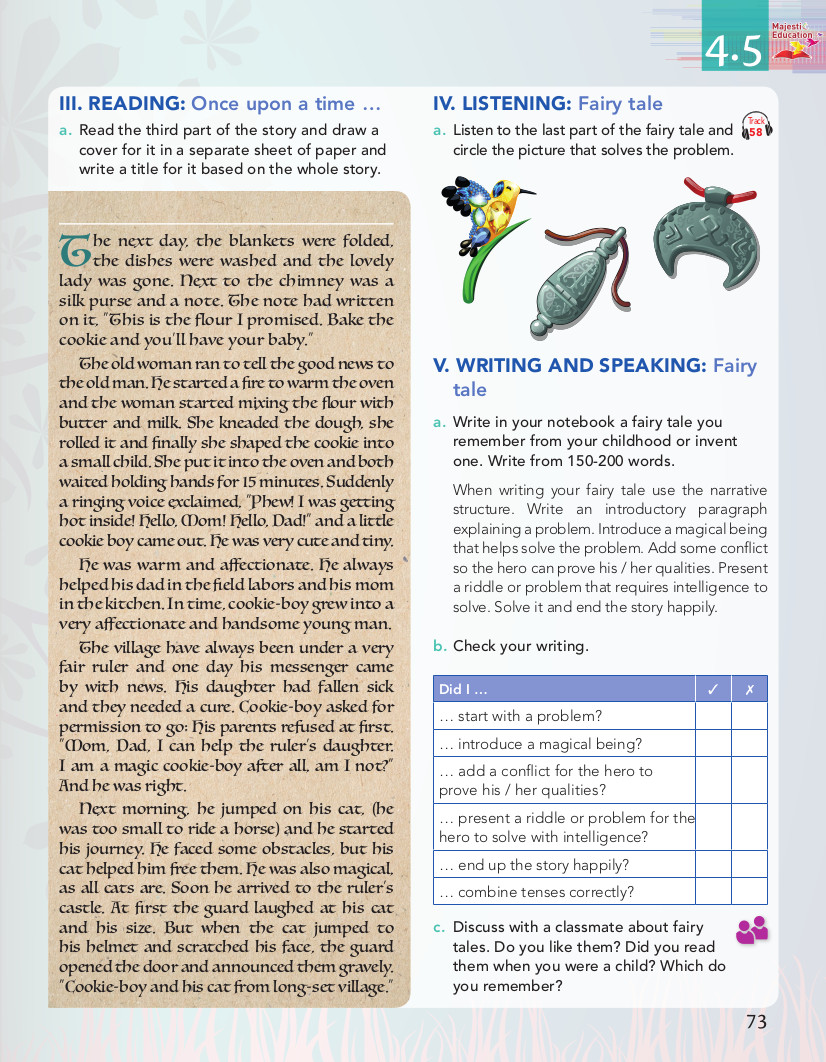 4.5
Majesti
Education
III. READING: Once upon a time …
a. Read the third part of the story and draw a
cover for it in a separate sheet of paper and
write a title for it based on the whole story.
The next day, the blankets were folded,
the dishes were washed and the lovely
lady was gone. Next to the chimney was a
silk purse and a note. The note had written
on it, "This is the flour I promised. Bake the
cookie and you'll have your baby."
The old woman ran to tell the good news to
the old man. He started a fire to warm the oven
and the woman started mixing the flour with
butter and milk. She kneaded the dough, she
rolled it and finally she shaped the cookie into
a small child. She put it into the oven and both
waited holding hands for 15 minutes. Suddenly
a ringing voice exclaimed, "Phew! I was getting
hot inside! Hello, Mom! Hello, Dad!" and a little
cookie boy came out. He was very cute and tiny.
He was warm and affectionate. He always
helped his dad in the field labors and his mom
in the kitchen. In time, cookie-boy grew into a
very affectionate and handsome young man.
The village have always been under a very
fair ruler and one day his messenger came
by with news. His daughter had fallen sick
and they needed a cure. Cookie-boy asked for
permission to go: His parents refused at first.
"Mom, Dad, I can help the ruler's daughter.
I am a magic cookie-boy after all, am I not?"
And he was right.
Next morning, he jumped on his cat, (he
was too small to ride a horse) and he started
his journey. He faced some obstacles, but his
cat helped him free them. He was also magical,
as all cats are. Soon he arrived to the ruler's
castle. At first the guard laughed at his cat
and his size. But when the cat jumped to
his helmet and scratched his face, the guard
opened the door and announced them gravely.
"Cookie-boy and his cat from long-set village."
IV. LISTENING: Fairy tale
a. Listen to the last part of the fairy tale and
circle the picture that solves the problem.
Track
58
V. WRITING AND SPEAKING: Fairy
tale
a. Write in your notebook a fairy tale you
remember from your childhood or invent
one. Write from 150-200 words.
When writing your fairy tale use the narrative
structure. Write an introductory paragraph
explaining a problem. Introduce a magical being
that helps solve the problem. Add some conflict
so the hero can prove his / her qualities. Present
a riddle or problem that requires intelligence to
solve. Solve it and end the story happily.
b. Check your writing.
Did I … ✓ ✗
… start with a problem?
… introduce a magical being?
… add a conflict for the hero to
prove his / her qualities?
… present a riddle or problem for the
hero to solve with intelligence?
… end up the story happily?
… combine tenses correctly?
c. Discuss with a classmate about fairy
tales. Do you like them? Did you read
them when you were a child? Which do
you remember?
73